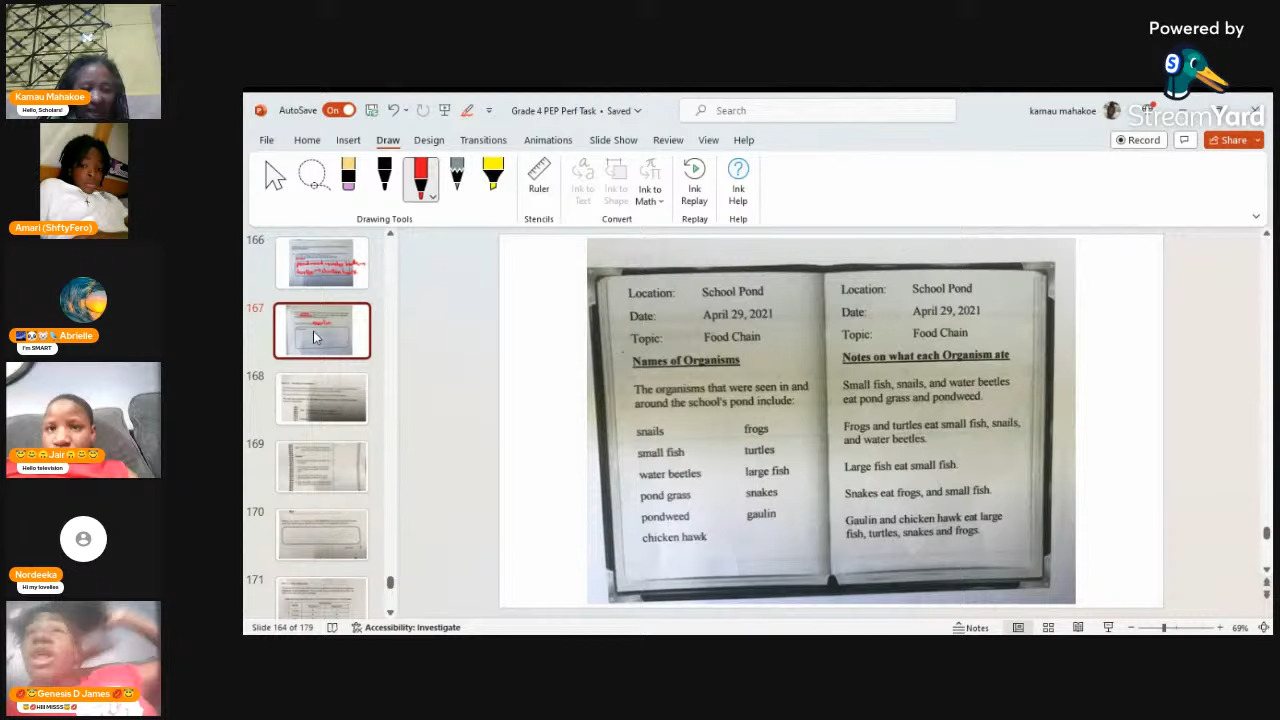 Powered by
StreamYard
Kamau Mahakoe
Hello, Scholars!
Amari (ShftyFero)
Abrielle
I'm SMART
Jair
Hello television
Nordeeka
Hi my lovelies
Genesis D James
HIII MISSS
AutoSave On
Grade 4 PEP Perf Task • Saved
Search
kamau mahakoe
File Home Insert Draw Design Transitions Animations Slide Show Review View Help
Record
Share
Ruler
Ink to Text
Ink to Shape
Ink to Math
Ink Replay
Ink Help
Drawing Tools
Stencils
Convert
Replay
Help
166
167
168
169
170
171
Location: School Pond
Date: April 29, 2021
Topic: Food Chain
Names of Organisms
The organisms that were seen in and
around the school's pond include:
snails frogs
small fish turtles
water beetles large fish
pond grass snakes
pondweed gaulin
chicken hawk
Location: School Pond
Date: April 29, 2021
Topic: Food Chain
Notes on what each Organism ate
Small fish, snails, and water beetles
eat pond grass and pondweed.
Frogs and turtles eat small fish, snails,
and water beetles.
Large fish eat small fish.
Snakes eat frogs, and small fish.
Gaulin and chicken hawk eat large
fish, turtles, snakes and frogs.
Slide 164 of 179
Accessibility: Investigate
Notes
69%